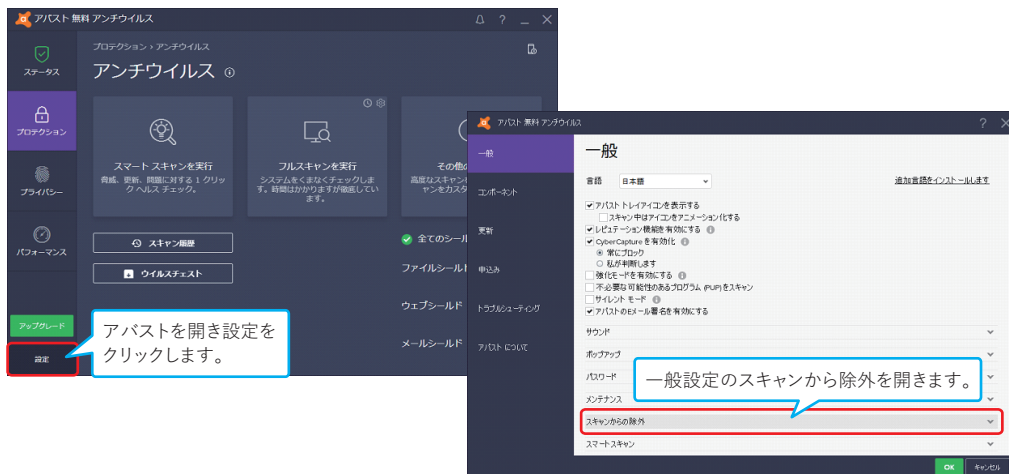 アバスト 無料 アンチウイルス
ステータス
プロテクション
プライバシー
パフォーマンス
アップグレード
設定
プロテクション › アンチウイルス
アンチウイルス
スマート スキャンを実行
脅威、更新、問題に対する 1 クリッ
ク ヘルス チェック。
フルスキャンを実行
システムをくまなくチェックしま
す。時間はかかりますが徹底してい
ます。
その他
高度なスキャン
ャンをカスタ
スキャン履歴
ウイルスチェスト
全てのシール
ファイルシール
ウェブシールド
メールシールド
アバストを開き設定を
クリックします。
アバスト 無料 アンチウイルス
一般
コンポーネント
更新
申込み
トラブルシューティング
アバスト について
一般
言語
日本語
追加言語をインストールします
アバスト トレイアイコンを表示する
スキャン中はアイコンをアニメーション化する
レピュテーション機能を有効にする
CyberCapture を有効化
常にブロック
私が判断します
強化モードを有効にする
不必要な可能性のあるプログラム (PUP)をスキャン
サイレント モード
アバストのEメール署名を有効にする
サウンド
ポップアップ
パスワード
メンテナンス
一般設定のスキャンから除外を開きます。
スキャンからの除外
スマートスキャン
OK
キャンセル